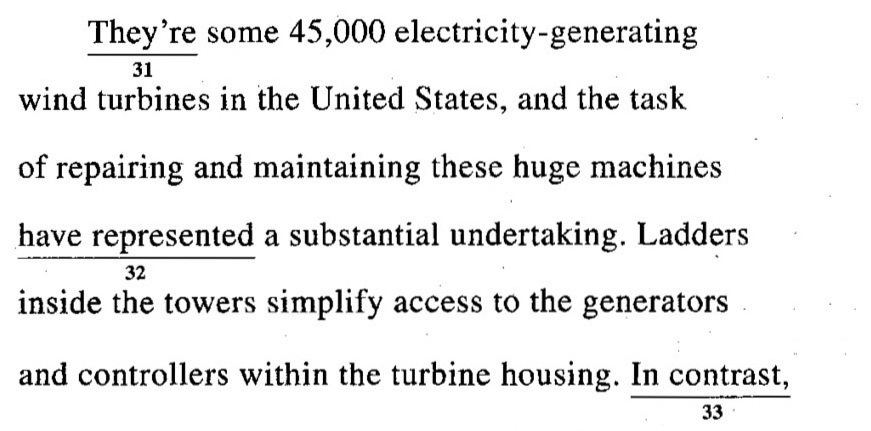 They're some 45,000 electricity-generating
31
wind turbines in the United States, and the task
of repairing and maintaining these huge machines
have represented a substantial undertaking. Ladders
32
inside the towers simplify access to the generators
and controllers within the turbine housing. In contrast,
33